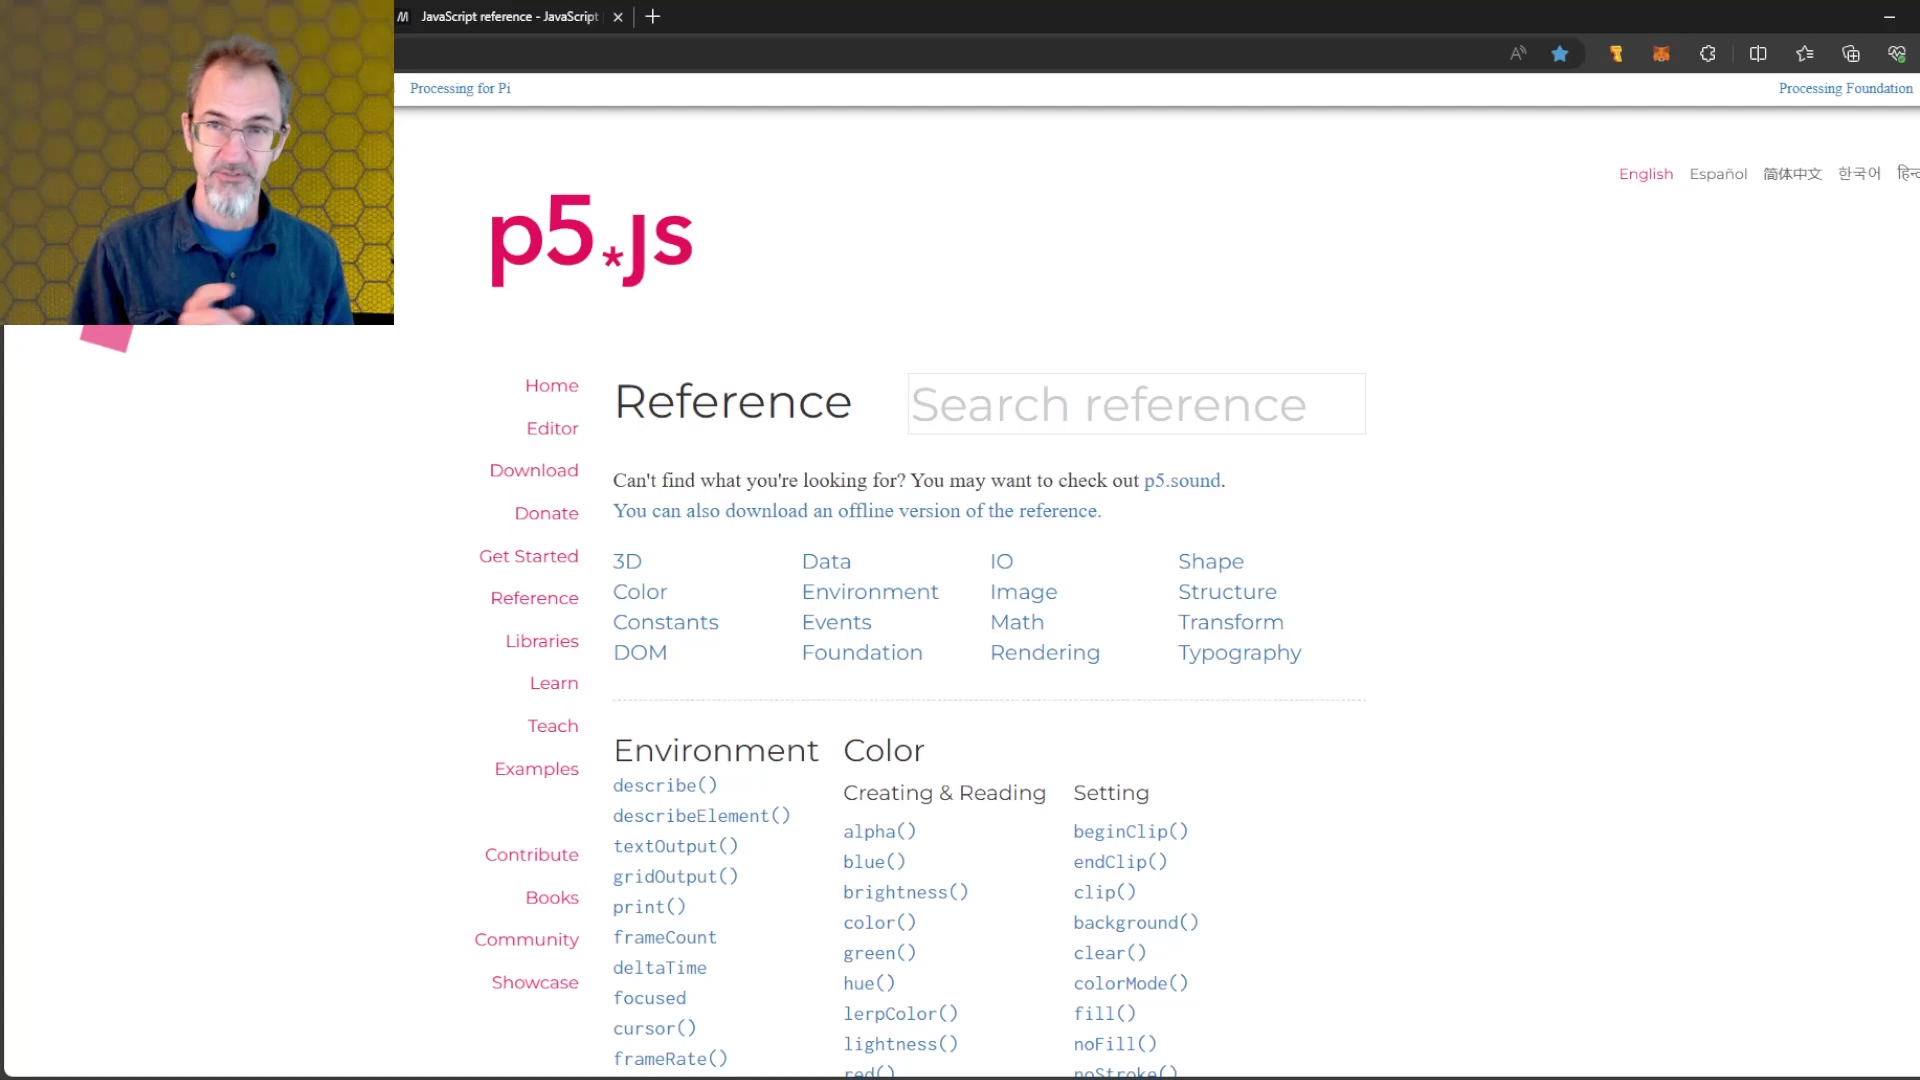 JavaScript reference - JavaScript
Processing for Pi
Processing Foundation
English Español 简体中文 한국어
p5.*js
Home
Editor
Download
Donate
Get Started
Reference
Libraries
Learn
Teach
Examples
Contribute
Books
Community
Showcase
Reference
Search reference
Can't find what you're looking for? You may want to check out p5.sound.
You can also download an offline version of the reference.
3D Data IO Shape
Color Environment Image Structure
Constants Events Math Transform
DOM Foundation Rendering Typography
Environment
describe()
describeElement()
textOutput()
gridOutput()
print()
frameCount
deltaTime
focused
cursor()
frameRate()
Color
Creating & Reading
alpha()
blue()
brightness()
color()
green()
hue()
lerpColor()
lightness()
red()
Setting
beginClip()
endClip()
clip()
background()
clear()
colorMode()
fill()
noFill()
noStroke()